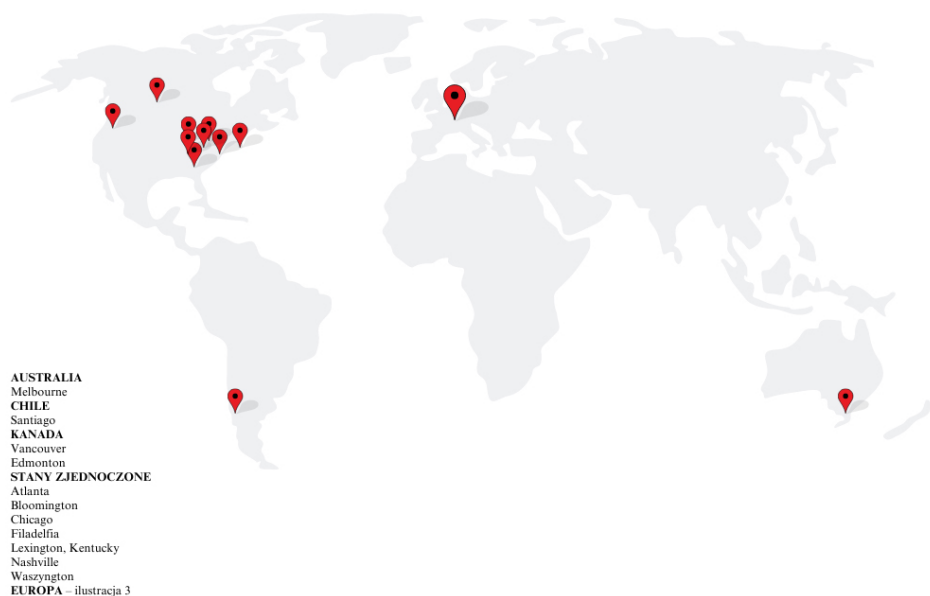 AUSTRALIA
Melbourne
CHILE
Santiago
KANADA
Vancouver
Edmonton
STANY ZJEDNOCZONE
Atlanta
Bloomington
Chicago
Filadelfia
Lexington, Kentucky
Nashville
Waszyngton
EUROPA – ilustracja 3